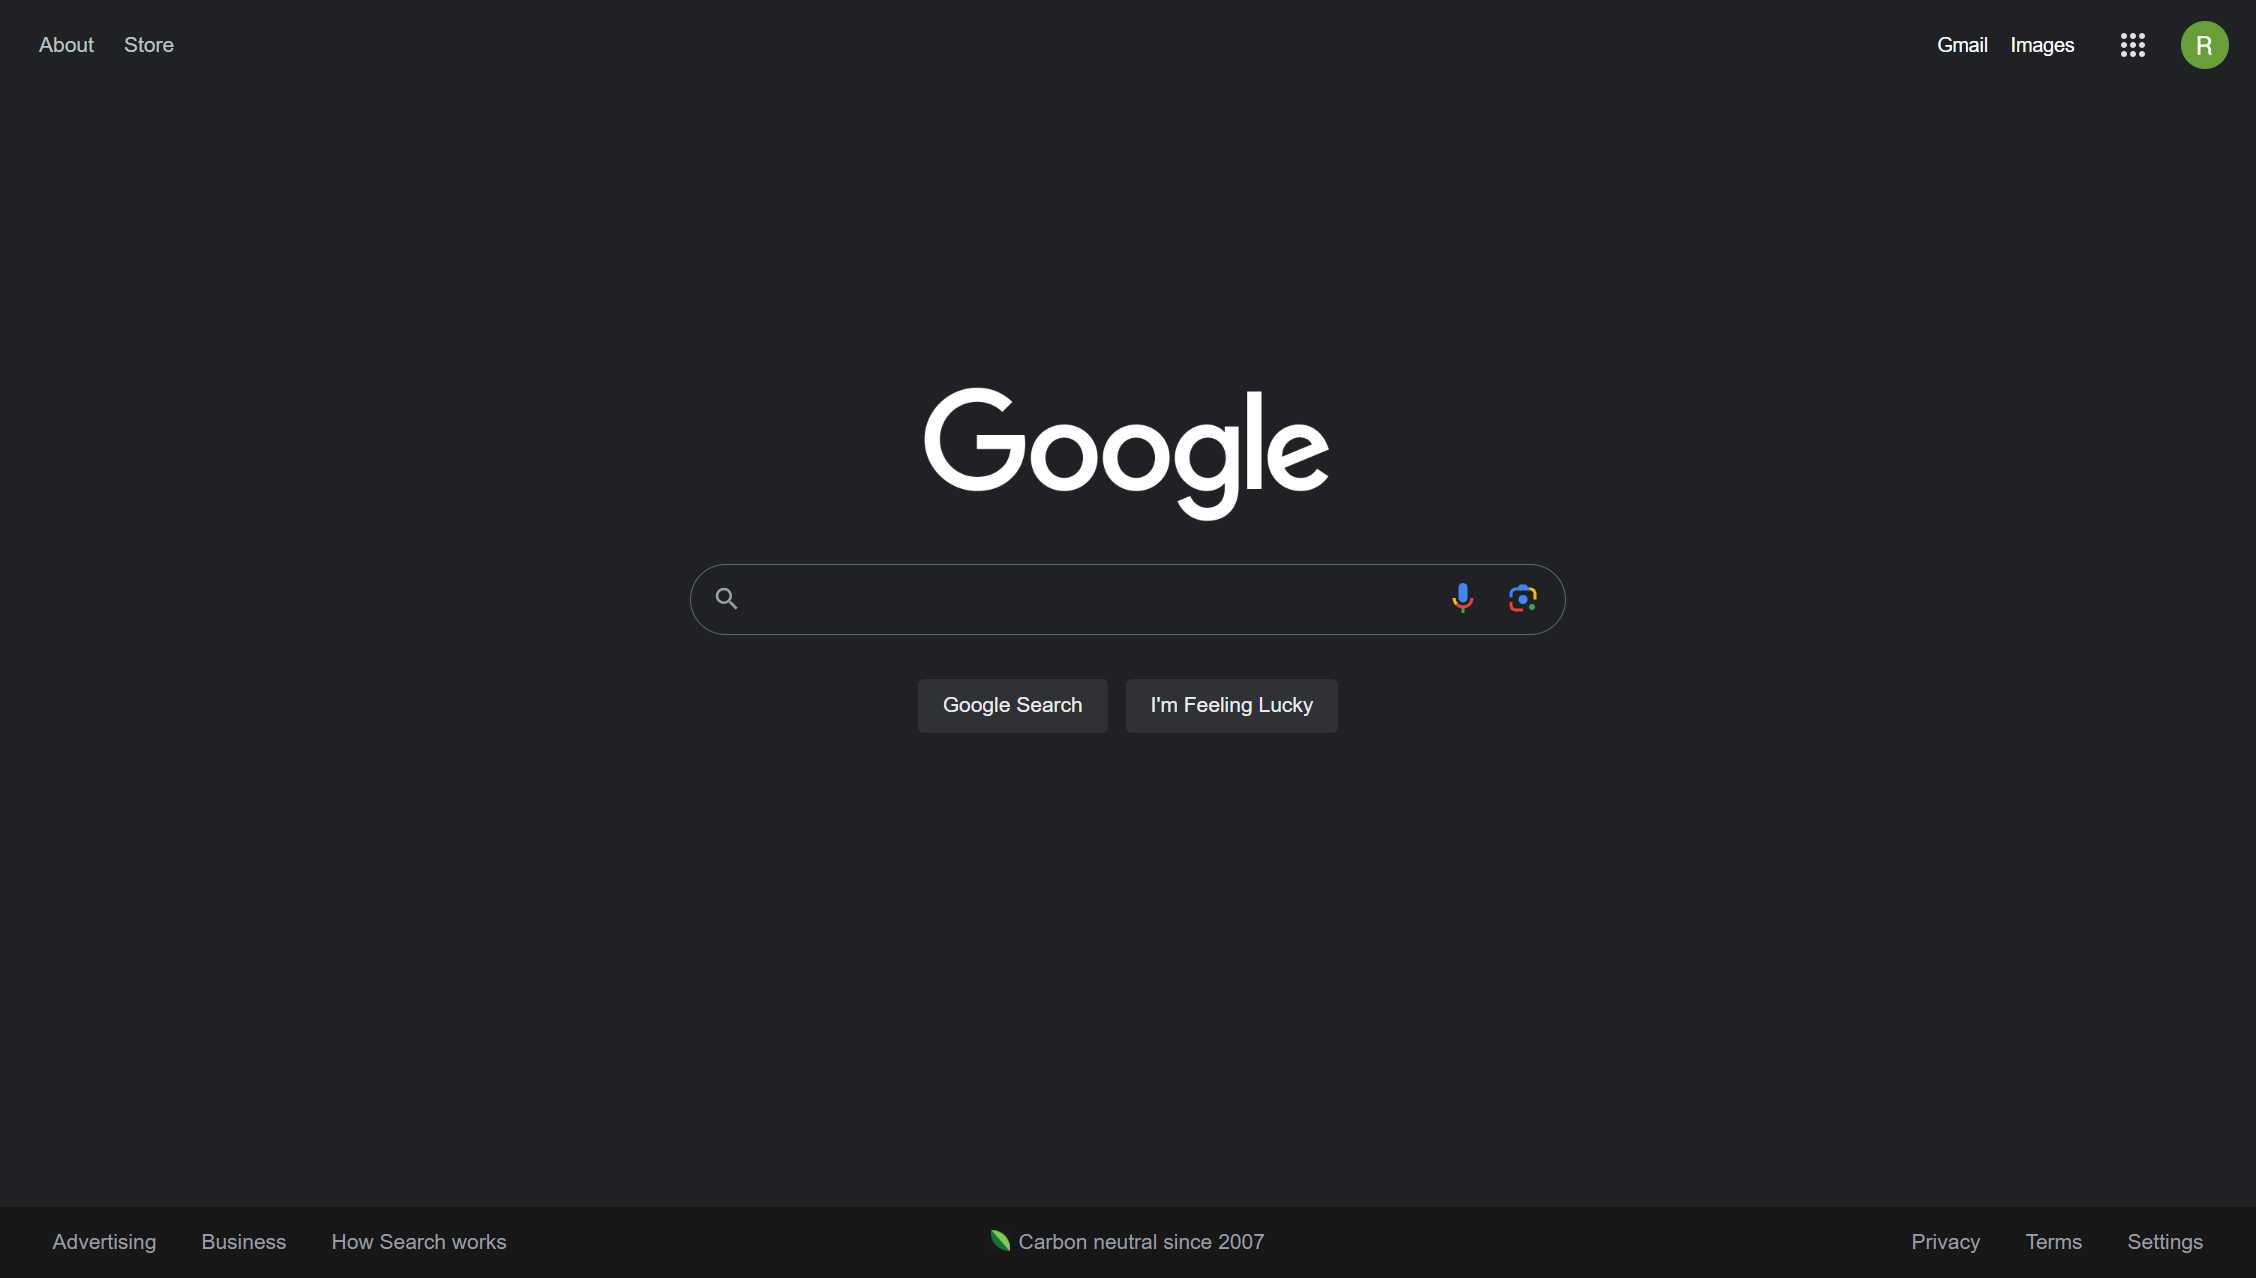 About Store
Gmail Images
R
Google
Google Search I'm Feeling Lucky
Advertising Business How Search works
Carbon neutral since 2007
Privacy Terms Settings